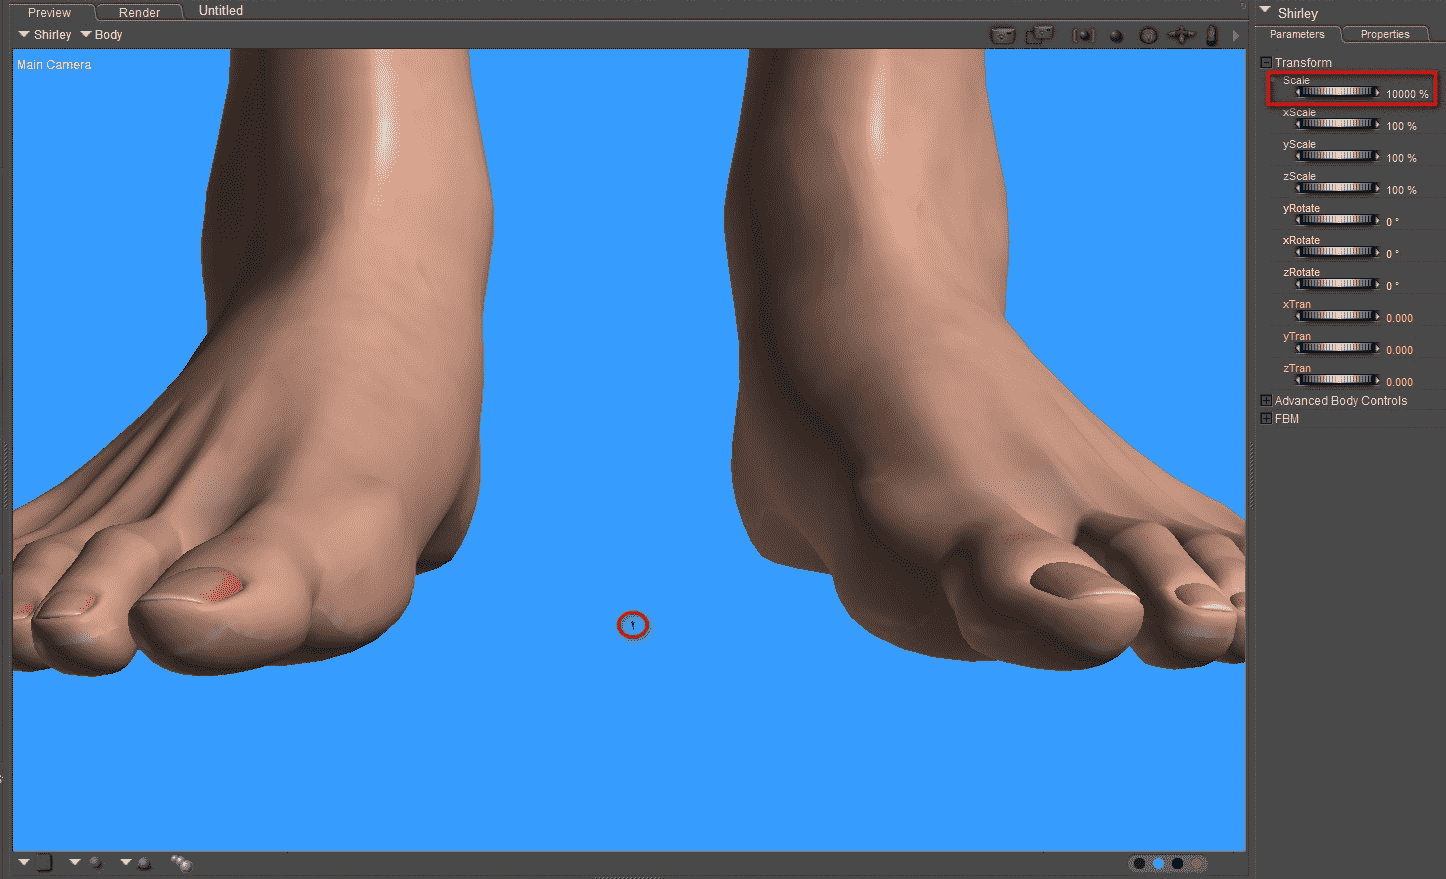 Preview Render Untitled
Shirley Body
Main Camera
Shirley
Parameters Properties
Transform
Scale
10000 %
xScale
100 %
yScale
100 %
zScale
100 %
yRotate
0 °
xRotate
0 °
zRotate
0 °
xTran
0.000
yTran
0.000
zTran
0.000
Advanced Body Controls
FBM